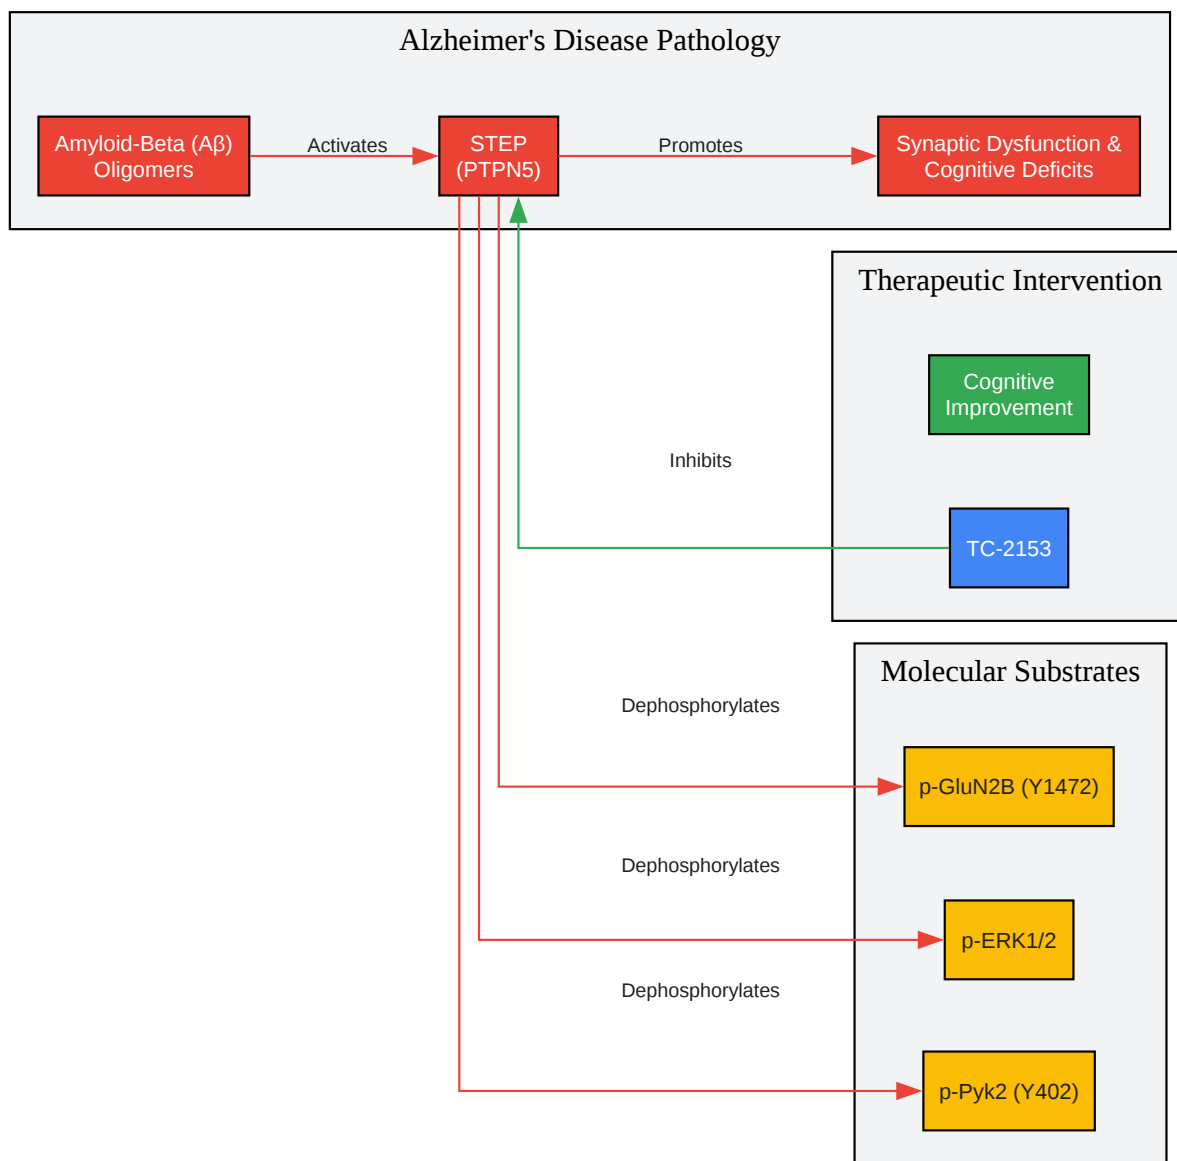 Alzheimer's Disease Pathology
Amyloid-Beta (Aβ)
Oligomers
Activates
STEP
(PTPN5)
Promotes
Synaptic Dysfunction &
Cognitive Deficits
Therapeutic Intervention
Cognitive
Improvement
Inhibits
TC-2153
Molecular Substrates
Dephosphorylates
p-GluN2B (Y1472)
Dephosphorylates
p-ERK1/2
Dephosphorylates
p-Pyk2 (Y402)